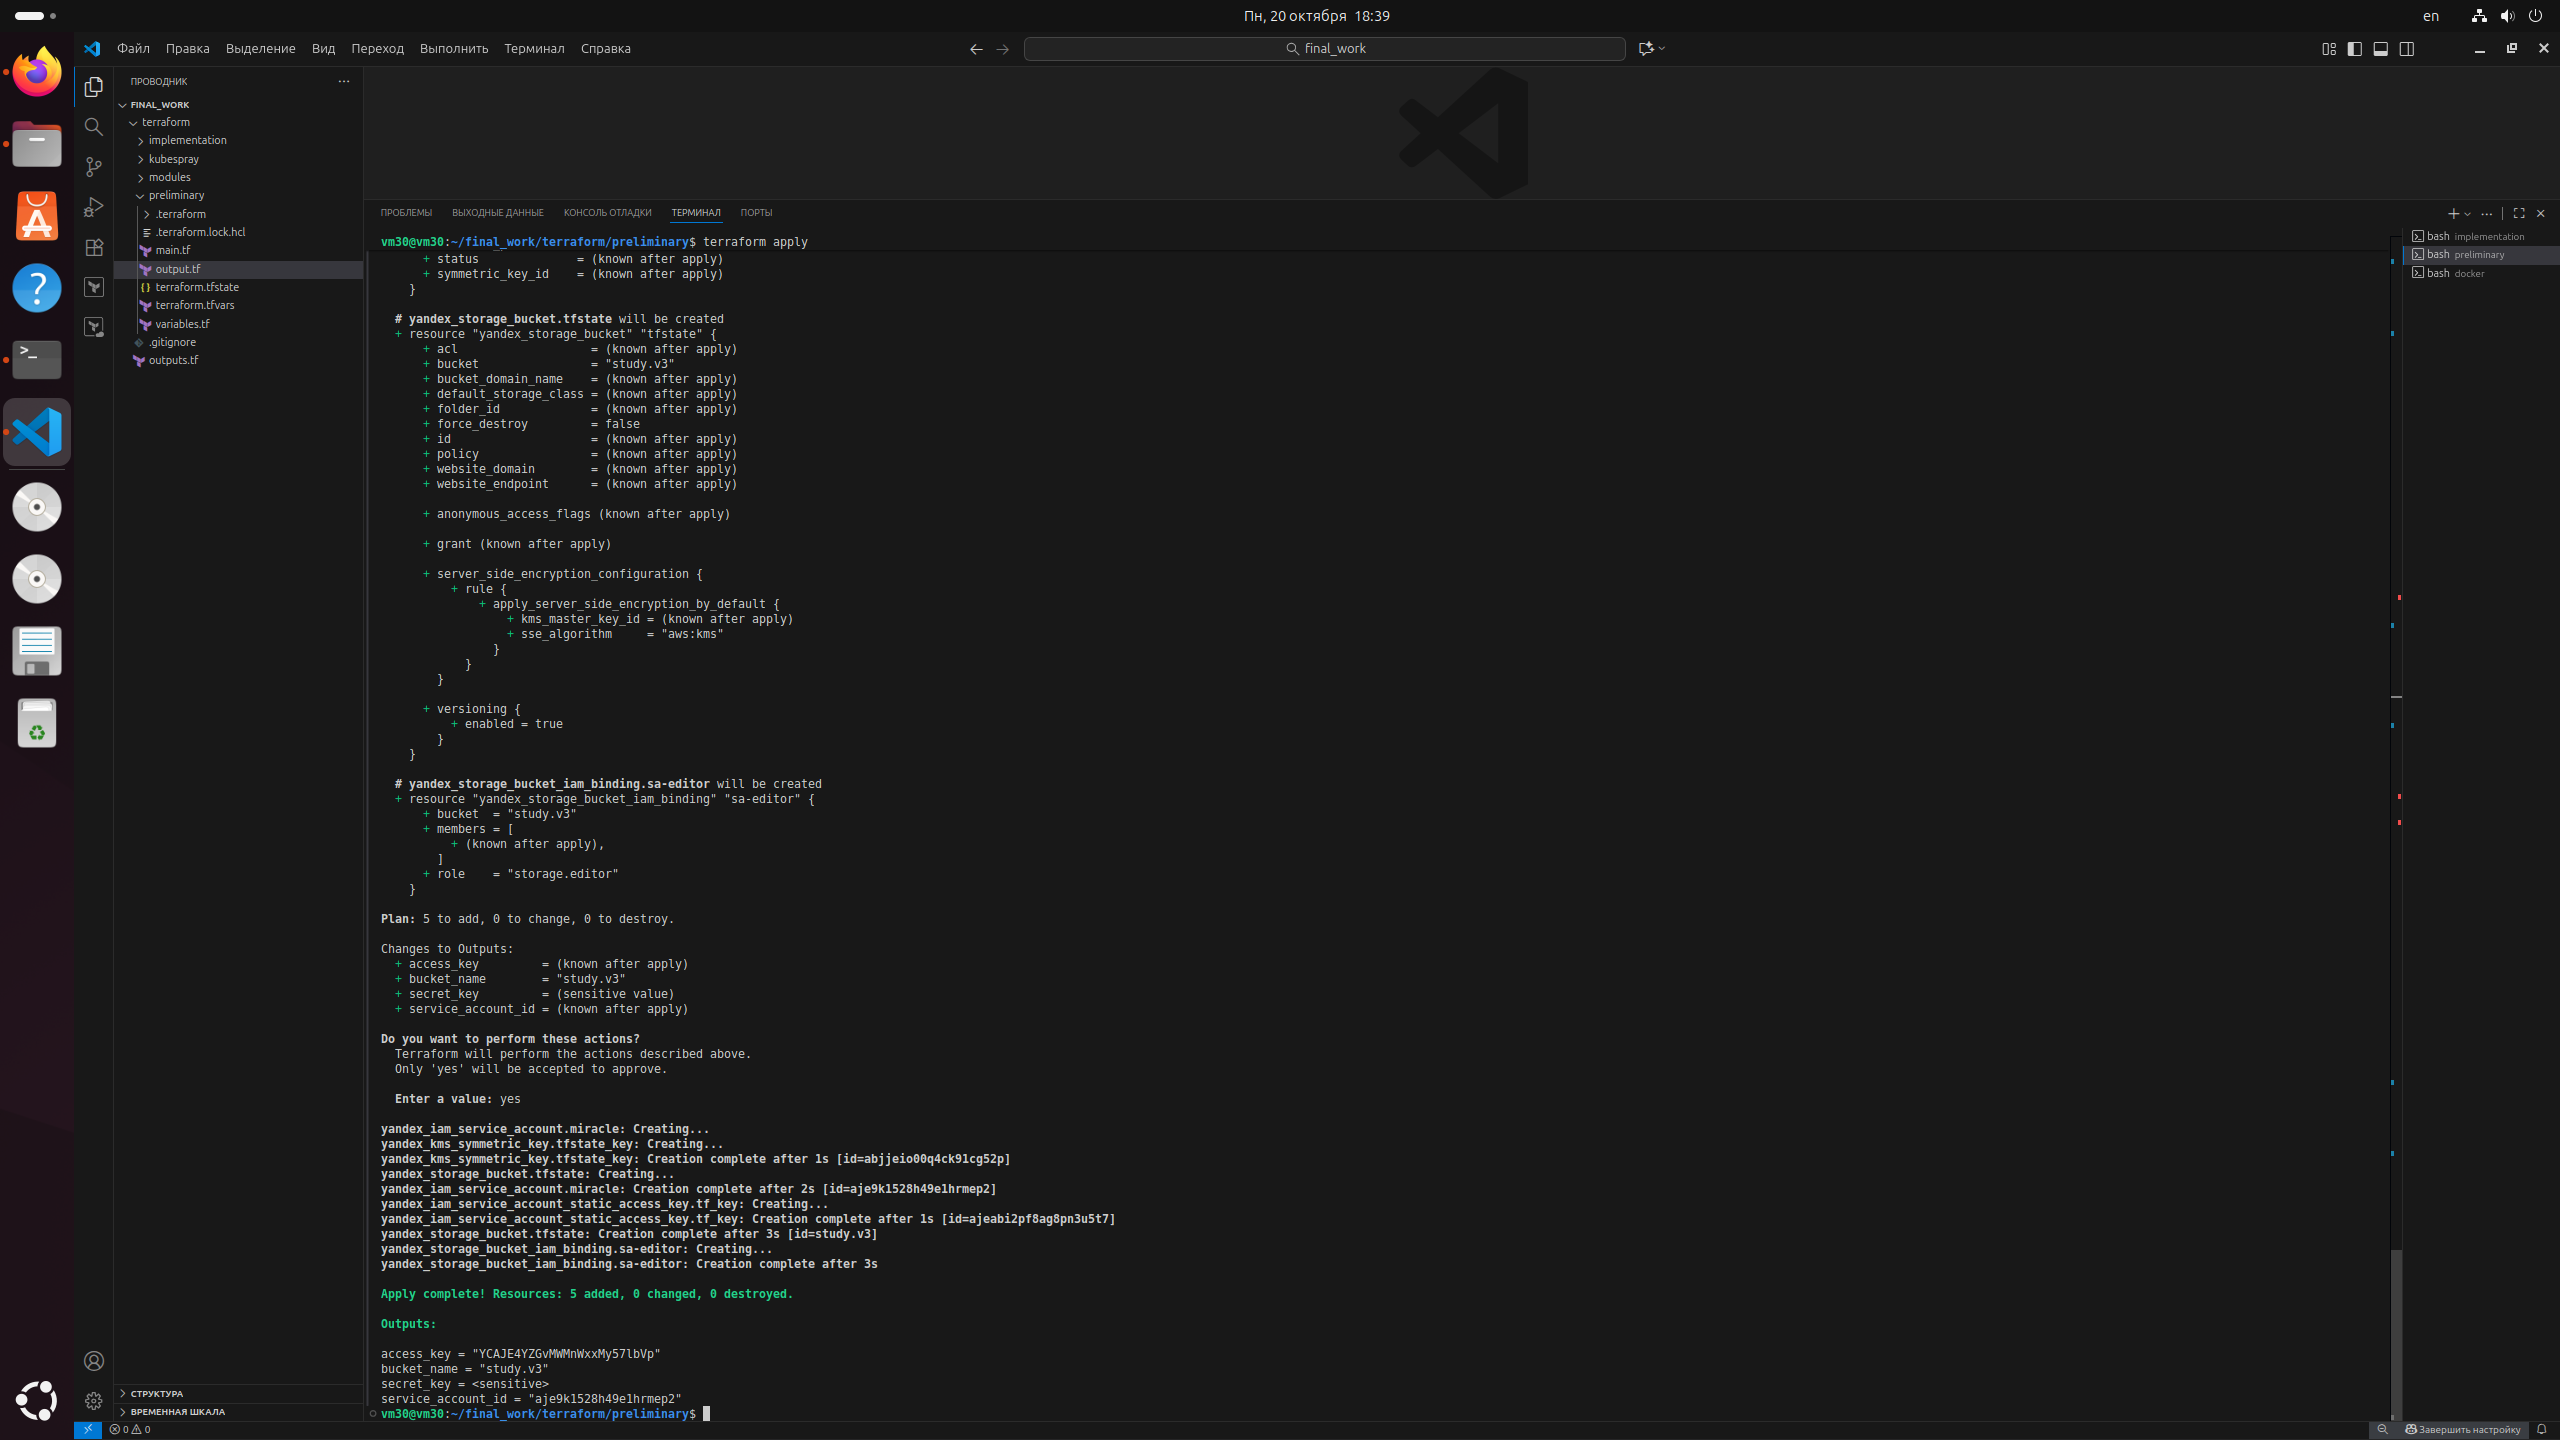 Пн, 20 октября 18:39
en
Файл Правка Выделение Вид Переход Выполнить Терминал Справка
final_work
ПРОВОДНИК
FINAL_WORK
terraform
implementation
kubespray
modules
preliminary
.terraform
.terraform.lock.hcl
main.tf
output.tf
terraform.tfstate
terraform.tfvars
variables.tf
.gitignore
outputs.tf
СТРУКТУРА
ВРЕМЕННАЯ ШКАЛА
ПРОБЛЕМЫ ВЫХОДНЫЕ ДАННЫЕ КОНСОЛЬ ОТЛАДКИ ТЕРМИНАЛ ПОРТЫ
bash implementation
bash preliminary
bash docker
vm30@vm30:~/final_work/terraform/preliminary$ terraform apply
+ status = (known after apply)
+ symmetric_key_id = (known after apply)
}
# yandex_storage_bucket.tfstate will be created
+ resource "yandex_storage_bucket" "tfstate" {
+ acl = (known after apply)
+ bucket = "study.v3"
+ bucket_domain_name = (known after apply)
+ default_storage_class = (known after apply)
+ folder_id = (known after apply)
+ force_destroy = false
+ id = (known after apply)
+ policy = (known after apply)
+ website_domain = (known after apply)
+ website_endpoint = (known after apply)
+ anonymous_access_flags (known after apply)
+ grant (known after apply)
+ server_side_encryption_configuration {
+ rule {
+ apply_server_side_encryption_by_default {
+ kms_master_key_id = (known after apply)
+ sse_algorithm = "aws:kms"
}
}
}
+ versioning {
+ enabled = true
}
}
# yandex_storage_bucket_iam_binding.sa-editor will be created
+ resource "yandex_storage_bucket_iam_binding" "sa-editor" {
+ bucket = "study.v3"
+ members = [
+ (known after apply),
]
+ role = "storage.editor"
}
Plan: 5 to add, 0 to change, 0 to destroy.
Changes to Outputs:
+ access_key = (known after apply)
+ bucket_name = "study.v3"
+ secret_key = (sensitive value)
+ service_account_id = (known after apply)
Do you want to perform these actions?
Terraform will perform the actions described above.
Only 'yes' will be accepted to approve.
Enter a value: yes
yandex_iam_service_account.miracle: Creating...
yandex_kms_symmetric_key.tfstate_key: Creating...
yandex_kms_symmetric_key.tfstate_key: Creation complete after 1s [id=abjjeio00q4ck91cg52p]
yandex_storage_bucket.tfstate: Creating...
yandex_iam_service_account.miracle: Creation complete after 2s [id=aje9k1528h49e1hrmep2]
yandex_iam_service_account_static_access_key.tf_key: Creating...
yandex_iam_service_account_static_access_key.tf_key: Creation complete after 1s [id=ajeabi2pf8ag8pn3u5t7]
yandex_storage_bucket.tfstate: Creation complete after 3s [id=study.v3]
yandex_storage_bucket_iam_binding.sa-editor: Creating...
yandex_storage_bucket_iam_binding.sa-editor: Creation complete after 3s
Apply complete! Resources: 5 added, 0 changed, 0 destroyed.
Outputs:
access_key = "YCAJE4YZGvMWMnWxxMy57lbVp"
bucket_name = "study.v3"
secret_key = <sensitive>
service_account_id = "aje9k1528h49e1hrmep2"
vm30@vm30:~/final_work/terraform/preliminary$
0 0
Завершить настройку